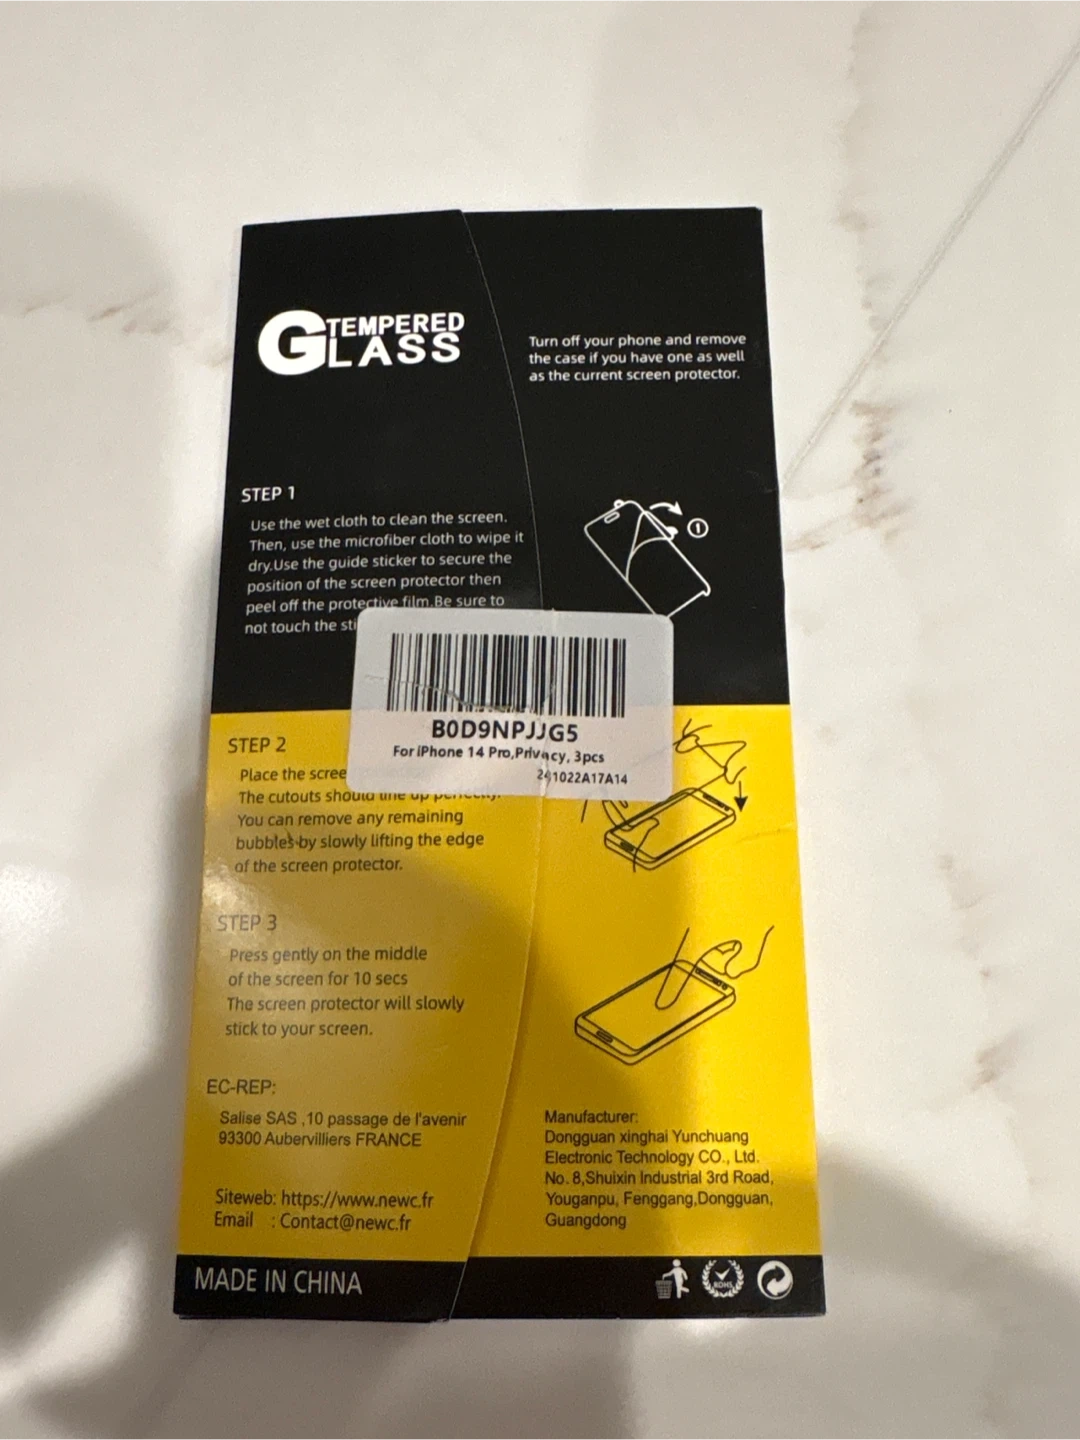 TEMPERED
GLASS
Turn off your phone and remove
the case if you have one as well
as the current screen protector.
STEP 1
Use the wet cloth to clean the screen.
Then, use the microfiber cloth to wipe it
dry.Use the guide sticker to secure the
position of the screen protector then
peel off the protective film.Be sure to
not touch the
1
B0D9NPJJG5
For iPhone 14 Pro,Privacy, 3pcs
241022A17A14
STEP 2
Place the
The cutouts should line up perfectly.
You can remove any remaining
bubbles by slowly lifting the edge
of the screen protector.
STEP 3
Press gently on the middle
of the screen for 10 secs
The screen protector will slowly
stick to your screen.
EC-REP:
Salise SAS ,10 passage de l'avenir
93300 Aubervilliers FRANCE
Siteweb: https://www.newc.fr
Email : Contact@newc.fr
Manufacturer:
Dongguan xinghai Yunchuang
Electronic Technology CO., Ltd.
No. 8,Shuixin Industrial 3rd Road,
Youganpu, Fenggang,Dongguan,
Guangdong
MADE IN CHINA
ROHS